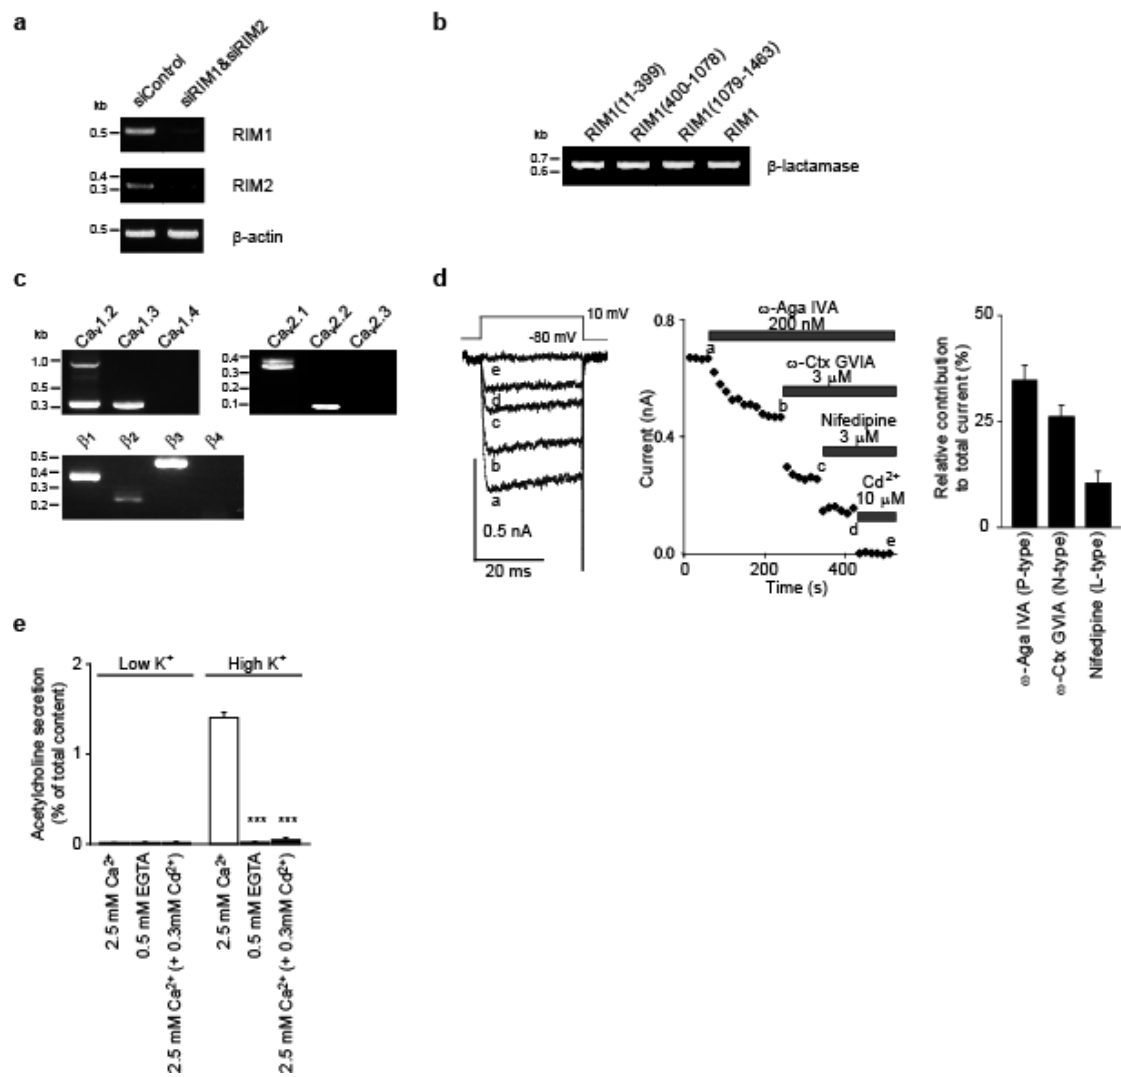 a
siControl
siRIM1&siRIM2
kb
0.5
RIM1
0.4
0.3
RIM2
0.5
β-actin
b
RIM1(11-399)
RIM1(400-1078)
RIM1(1079-1463)
RIM1
kb
0.7
0.6
β-lactamase
c
Caᵥ1.2
Caᵥ1.3
Caᵥ1.4
kb
1.0
0.5
0.3
Caᵥ2.1
Caᵥ2.2
Caᵥ2.3
0.4
0.3
0.1
β1
β2
β3
β4
0.5
0.4
0.3
0.2
d
10 mV
-80 mV
e
d
c
b
a
0.5 nA
20 ms
ω-Aga IVA
200 nM
ω-Ctx GVIA
3 μM
Nifedipine
3 μM
Cd²⁺
10 μM
a
b
c
d
e
Current (nA)
0.8
0.4
0.0
0
200
400
Time (s)
Relative contribution
to total current (%)
50
25
0
ω-Aga IVA (P-type)
ω-Ctx GVIA (N-type)
Nifedipine (L-type)
e
Low K⁺
High K⁺
Acetylcholine secretion
(% of total content)
2
1
0
***
***
2.5 mM Ca²⁺
0.5 mM EGTA
2.5 mM Ca²⁺ (+ 0.3mM Cd²⁺)
2.5 mM Ca²⁺
0.5 mM EGTA
2.5 mM Ca²⁺ (+ 0.3mM Cd²⁺)